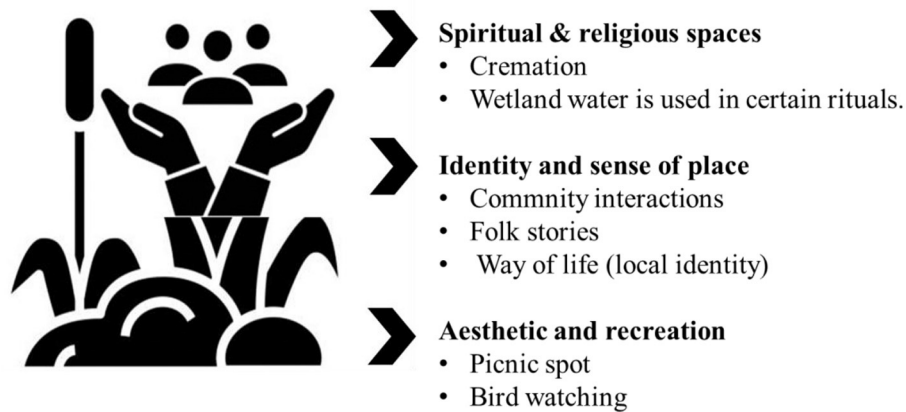 Spiritual & religious spaces
• Cremation
• Wetland water is used in certain rituals.
Identity and sense of place
• Commnity interactions
• Folk stories
• Way of life (local identity)
Aesthetic and recreation
• Picnic spot
• Bird watching